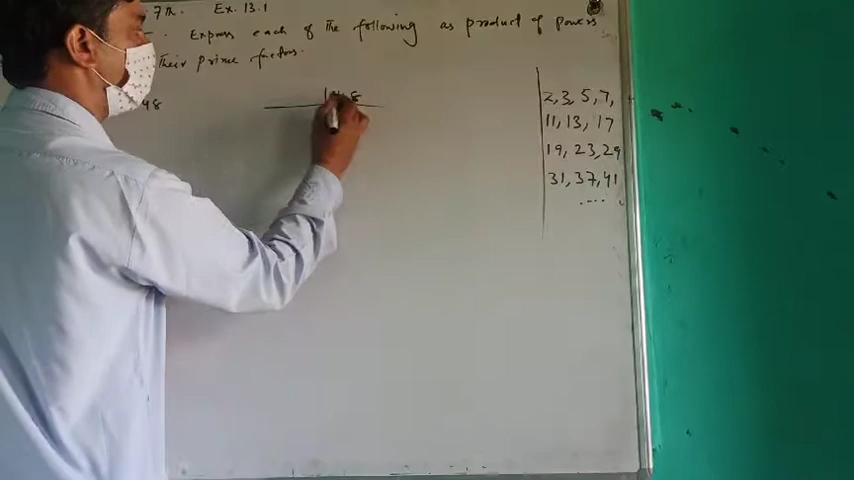 7th. Ex. 13.1
Express each of The following as product of powers
Their prime factors.
48
2, 3, 5, 7,
11, 13, 17
19, 23, 29
31, 37, 41
.... .